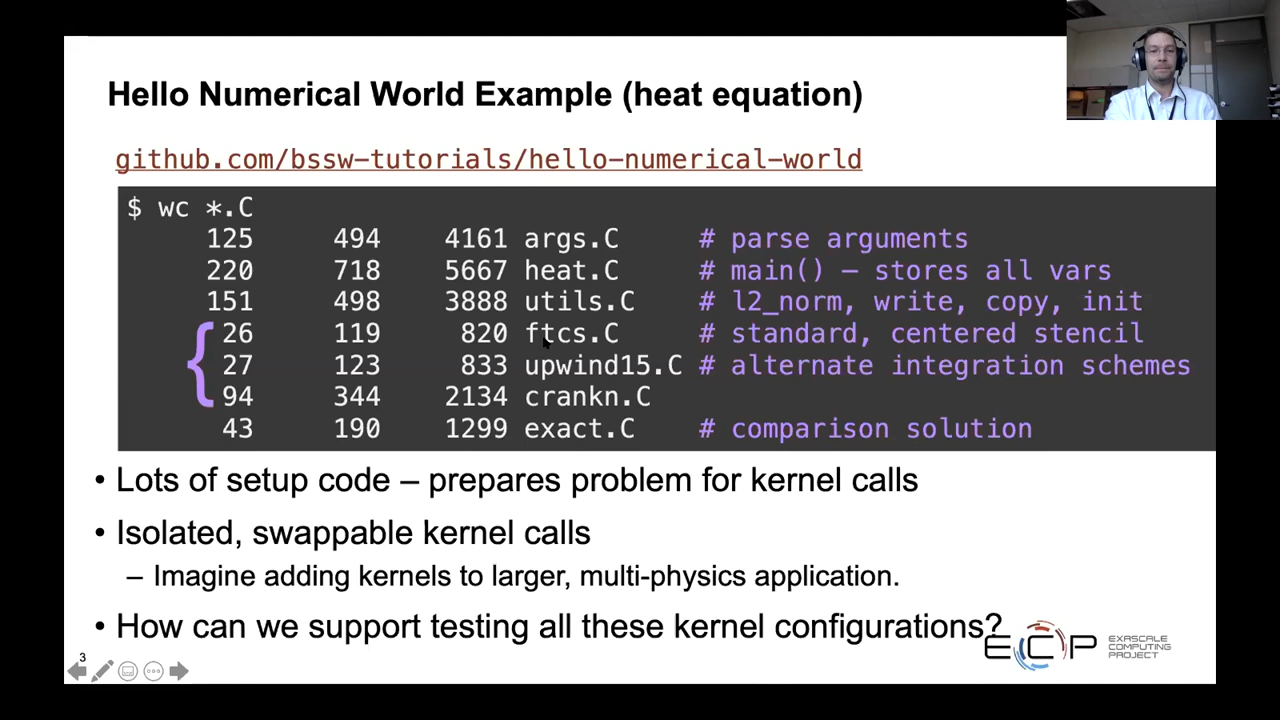 Hello Numerical World Example (heat equation)
github.com/bssw-tutorials/hello-numerical-world
$ wc *.C
125 494 4161 args.C # parse arguments
220 718 5667 heat.C # main() – stores all vars
151 498 3888 utils.C # l2_norm, write, copy, init
{ 26 119 820 ftcs.C # standard, centered stencil
27 123 833 upwind15.C # alternate integration schemes
94 344 2134 crankn.C
43 190 1299 exact.C # comparison solution
• Lots of setup code – prepares problem for kernel calls
• Isolated, swappable kernel calls
– Imagine adding kernels to larger, multi-physics application.
• How can we support testing all these kernel configurations?
3
ECP EXASCALE
COMPUTING
PROJECT